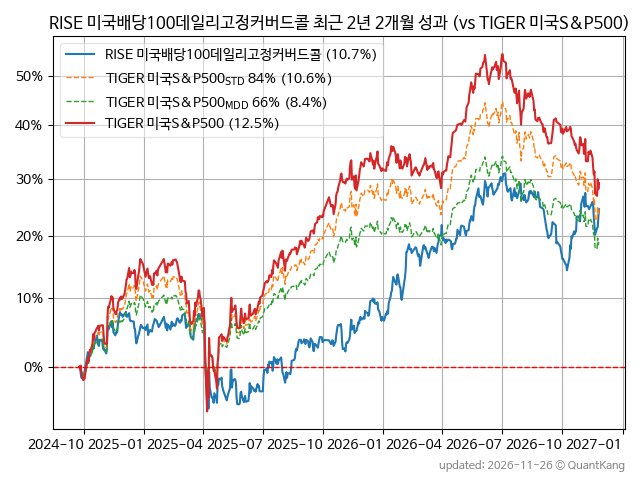 RISE 미국배당100데일리고정커버드콜 최근 2년 2개월 성과 (vs TIGER 미국S&P500)
RISE 미국배당100데일리고정커버드콜 (10.7%)
TIGER 미국S&P500STD 84% (10.6%)
TIGER 미국S&P500MDD 66% (8.4%)
TIGER 미국S&P500 (12.5%)
50%
40%
30%
20%
10%
0%
2024-10 2025-01 2025-04 2025-07 2025-10 2026-01 2026-04 2026-07 2026-10 2027-01
updated: 2026-11-26 © QuantKang